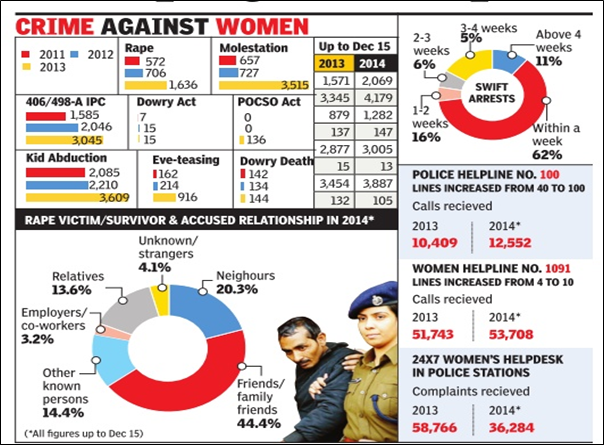 CRIME AGAINST WOMEN
2011 2012
2013
Rape
572
706
1,636
Molestation
657
727
3,515
406/498-A IPC
1,585
2,046
3,045
Dowry Act
7
15
15
POCSO Act
0
0
136
Kid Abduction
2,085
2,210
3,609
Eve-teasing
162
214
916
Dowry Death
142
134
144
Up to Dec 15
2013 2014
1,571 2,069
3,345 4,179
879 1,282
137 147
2,877 3,005
15 13
3,454 3,887
132 105
SWIFT
ARRESTS
2-3
weeks
6%
3-4 weeks
5%
Above 4
weeks
11%
1-2
weeks
16%
Within a
week
62%
POLICE HELPLINE NO. 100
LINES INCREASED FROM 40 TO 100
Calls recieved
2013 2014*
10,409 12,552
WOMEN HELPLINE NO. 1091
LINES INCREASED FROM 4 TO 10
Calls recieved
2013 2014*
51,743 53,708
24X7 WOMEN'S HELPDESK
IN POLICE STATIONS
Complaints recieved
2013 2014*
58,766 36,284
RAPE VICTIM/SURVIVOR & ACCUSED RELATIONSHIP IN 2014*
Unknown/
strangers
4.1%
Neighours
20.3%
Relatives
13.6%
Employers/
co-workers
3.2%
Other
known
persons
14.4%
Friends/
family
friends
44.4%
(*All figures up to Dec 15)